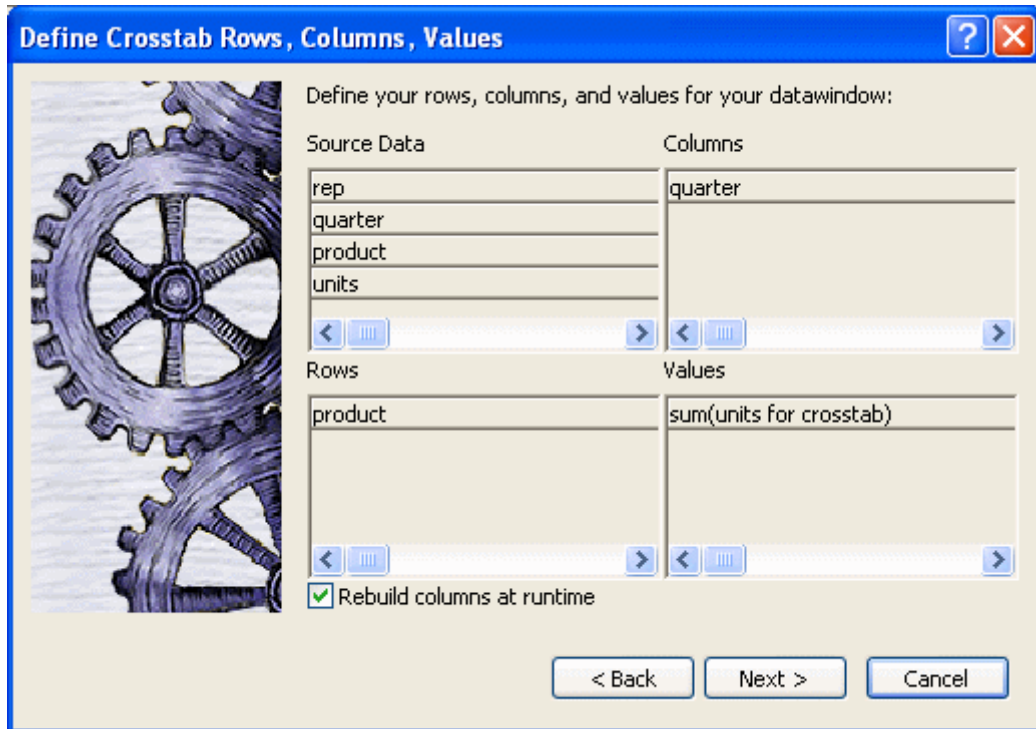 Define Crosstab Rows, Columns, Values
?
Define your rows, columns, and values for your datawindow:
Source Data
rep
quarter
product
units
Columns
quarter
Rows
product
Values
sum(units for crosstab)
Rebuild columns at runtime
< Back
Next >
Cancel